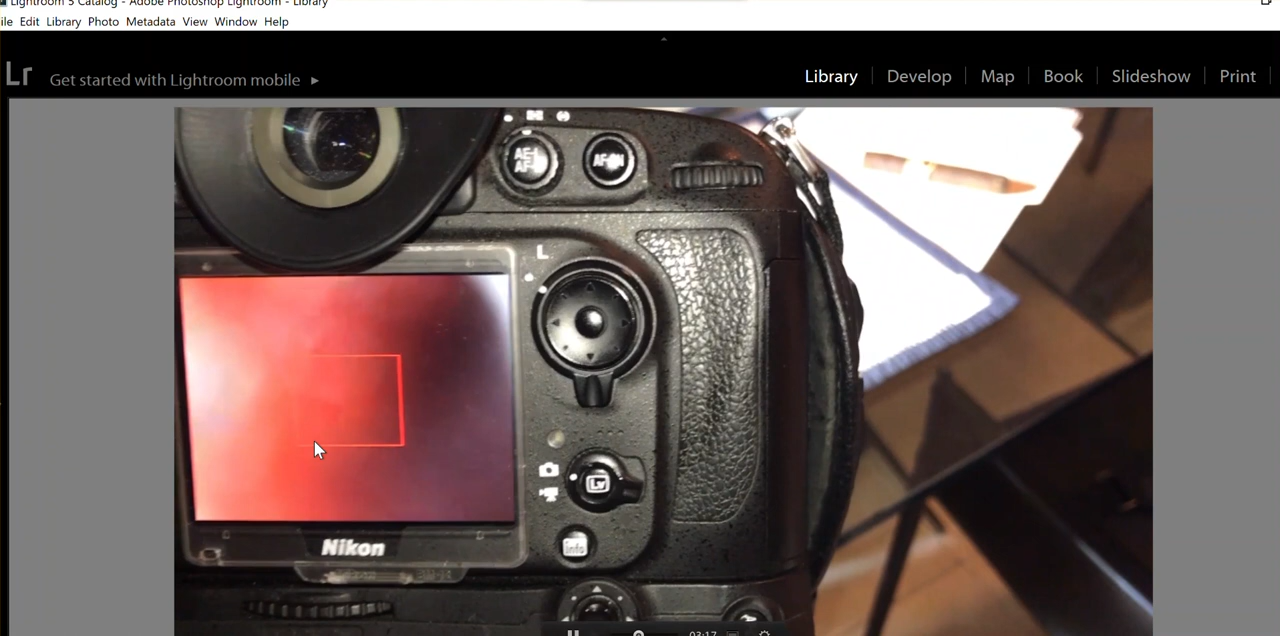 Lightroom 5 Catalog - Adobe Photoshop Lightroom - Library
ile Edit Library Photo Metadata View Window Help
Lr Get started with Lightroom mobile ▸
Library | Develop | Map | Book | Slideshow | Print |
AF-ON
L
Lv
info
Nikon
03:17